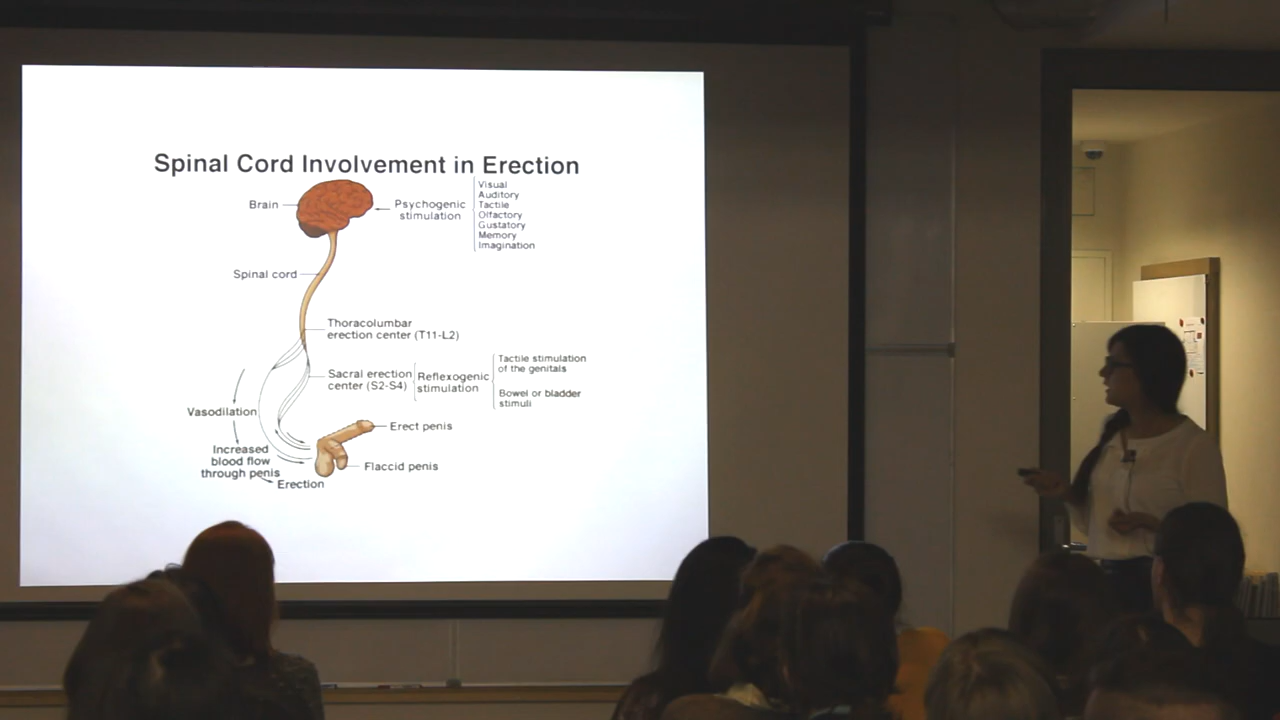 Spinal Cord Involvement in Erection
Brain
Psychogenic
stimulation
Visual
Auditory
Tactile
Olfactory
Gustatory
Memory
Imagination
Spinal cord
Thoracolumbar
erection center (T11-L2)
Sacral erection
center (S2-S4)
Reflexogenic
stimulation
Tactile stimulation
of the genitals
Bowel or bladder
stimuli
Vasodilation
Increased
blood flow
through penis
Erection
Erect penis
Flaccid penis